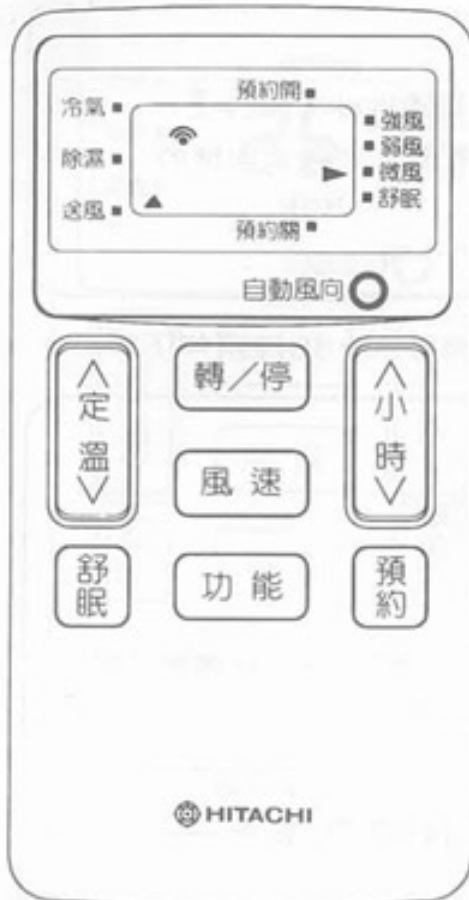 預約開
冷氣
強風
弱風
除濕
微風
舒眠
送風
預約關
自動風向
定溫
轉／停
小時
風速
舒眠
功能
預約
HITACHI